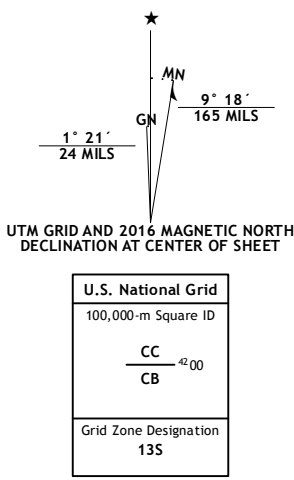 ★
MN
GN
9° 18´
165 MILS
1° 21´
24 MILS
UTM GRID AND 2016 MAGNETIC NORTH
DECLINATION AT CENTER OF SHEET
U.S. National Grid
100,000-m Square ID
CC
4200
CB
Grid Zone Designation
13S